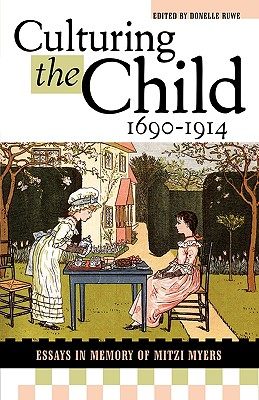 EDITED BY DONELLE RUWE
Culturing
the Child
1690-1914
ESSAYS IN MEMORY OF MITZI MYERS